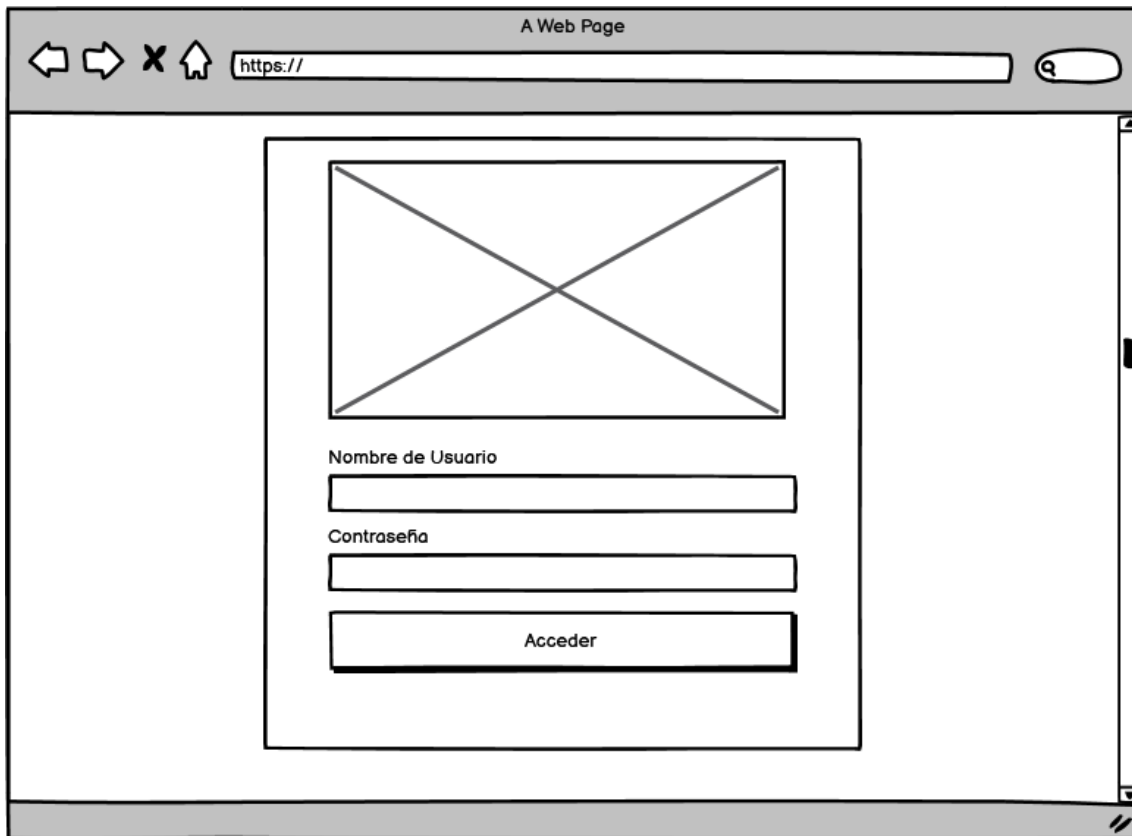 A Web Page
https://
Nombre de Usuario
Contraseña
Acceder